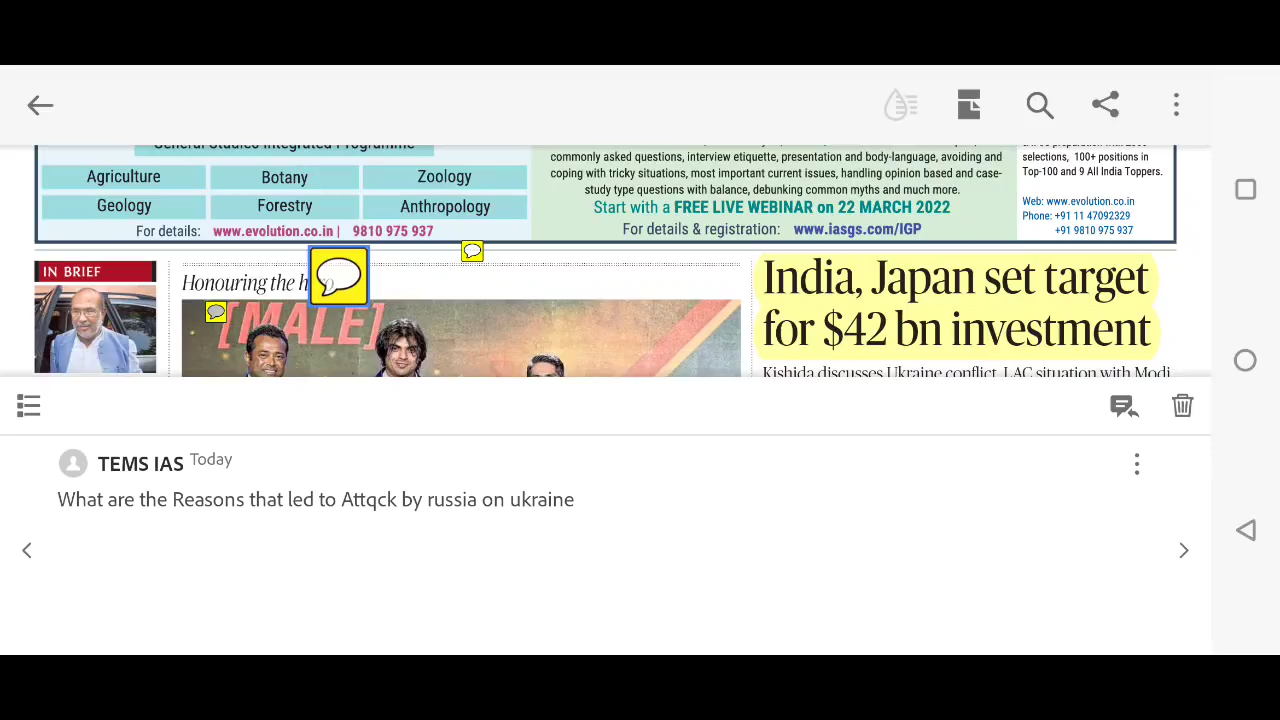 General Studies Integrated Programme
Agriculture
Botany
Zoology
Geology
Forestry
Anthropology
For details: www.evolution.co.in | 9810 975 937
commonly asked questions, interview etiquette, presentation and body-language, avoiding and
coping with tricky situations, most important current issues, handling opinion based and case-
study type questions with balance, debunking common myths and much more.
Start with a FREE LIVE WEBINAR on 22 MARCH 2022
For details & registration: www.iasgs.com/IGP
selections, 100+ positions in
Top-100 and 9 All India Toppers.
Web: www.evolution.co.in
Phone: +91 11 47092329
+91 9810 975 937
IN BRIEF
Honouring the
[MALE]
India, Japan set target
for $42 bn investment
Kishida discusses Ukraine conflict, LAC situation with Modi
TEMS IAS Today
What are the Reasons that led to Attqck by russia on ukraine